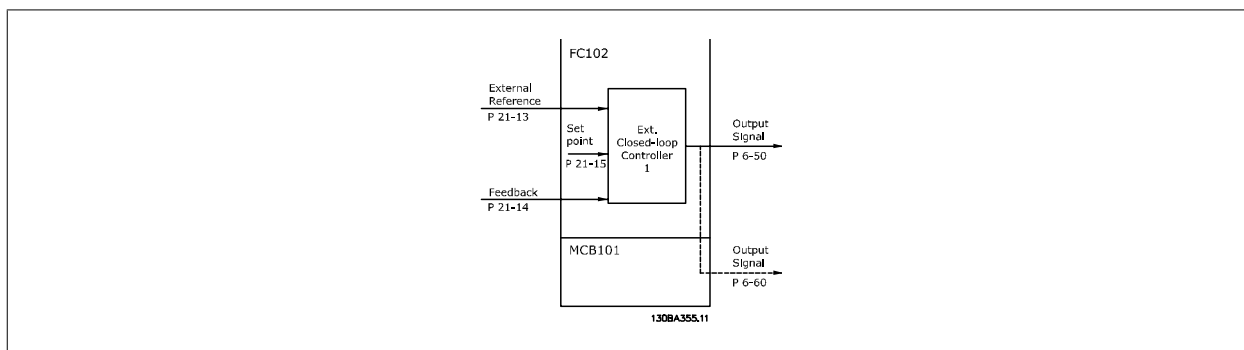 FC102
External
Reference
P 21-13
Set
point
P 21-15
Feedback
P 21-14
Ext.
Closed-loop
Controller
1
Output
Signal
P 6-50
MCB101
Output
Signal
P 6-60
130BA355.11